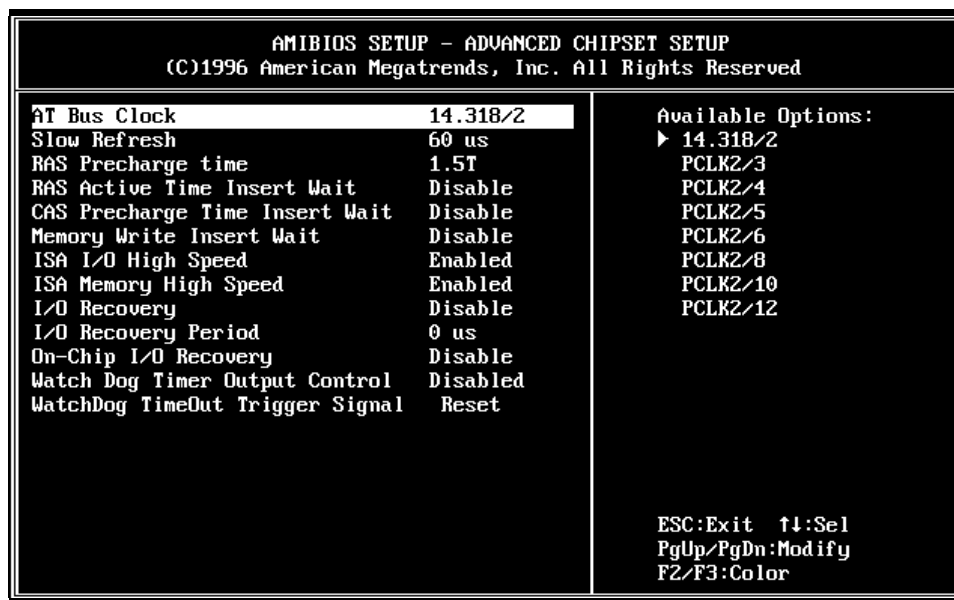 AMIBIOS SETUP – ADVANCED CHIPSET SETUP
(C)1996 American Megatrends, Inc. All Rights Reserved
AT Bus Clock 14.318/2
Slow Refresh 60 us
RAS Precharge time 1.5T
RAS Active Time Insert Wait Disable
CAS Precharge Time Insert Wait Disable
Memory Write Insert Wait Disable
ISA I/O High Speed Enabled
ISA Memory High Speed Enabled
I/O Recovery Disable
I/O Recovery Period 0 us
On-Chip I/O Recovery Disable
Watch Dog Timer Output Control Disabled
WatchDog TimeOut Trigger Signal Reset
Available Options:
▶ 14.318/2
PCLK2/3
PCLK2/4
PCLK2/5
PCLK2/6
PCLK2/8
PCLK2/10
PCLK2/12
ESC:Exit ↑↓:Sel
PgUp/PgDn:Modify
F2/F3:Color